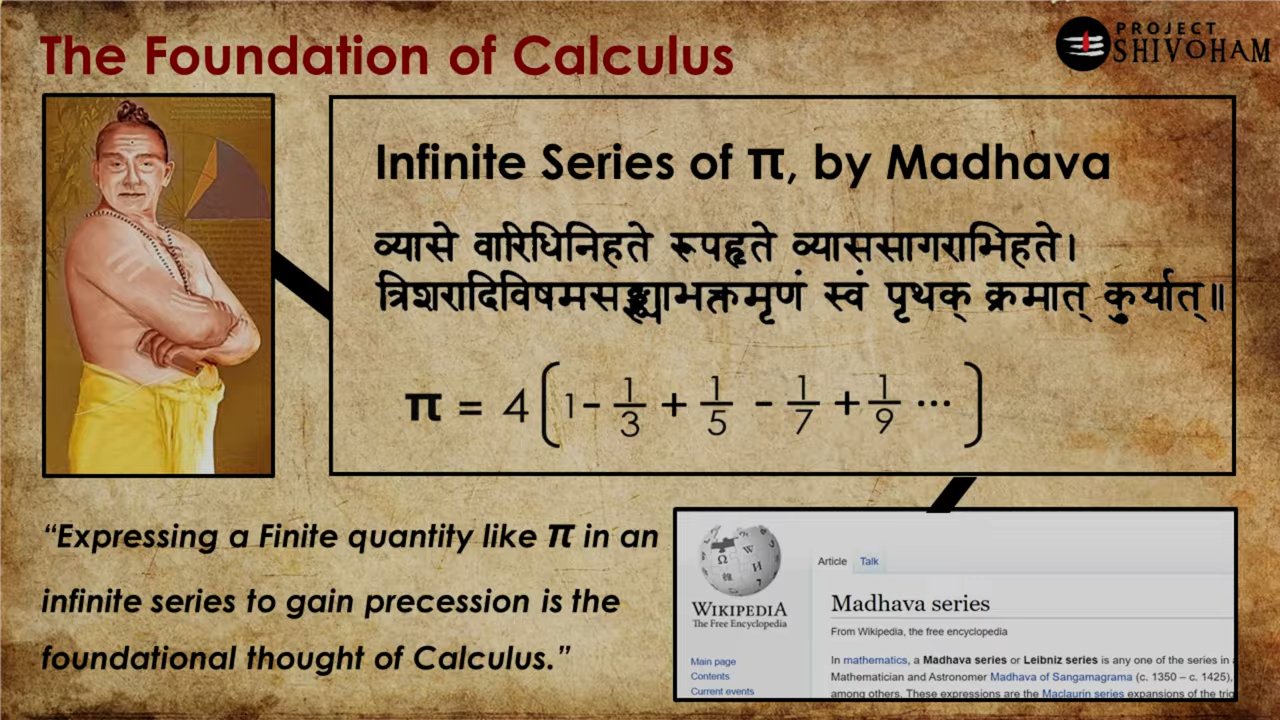 The Foundation of Calculus
PROJECT
SHIVOHAM
Infinite Series of π, by Madhava
व्यासे वारिधिनिहते रूपहृते व्याससागराभिहते।
त्रिशरादिविषमसङ्ख्याभक्तमृणं स्वं पृथक् क्रमात् कुर्यात्॥
π = 4 ( 1 - 1/3 + 1/5 - 1/7 + 1/9 ... )
“Expressing a Finite quantity like π in an
infinite series to gain precession is the
foundational thought of Calculus.”
WIKIPEDIA
The Free Encyclopedia
Main page
Contents
Current events
Article Talk
Madhava series
From Wikipedia, the free encyclopedia
In mathematics, a Madhava series or Leibniz series is any one of the series in
Mathematician and Astronomer Madhava of Sangamagrama (c. 1350 – c. 1425),
among others. These expressions are the Maclaurin series expansions of the